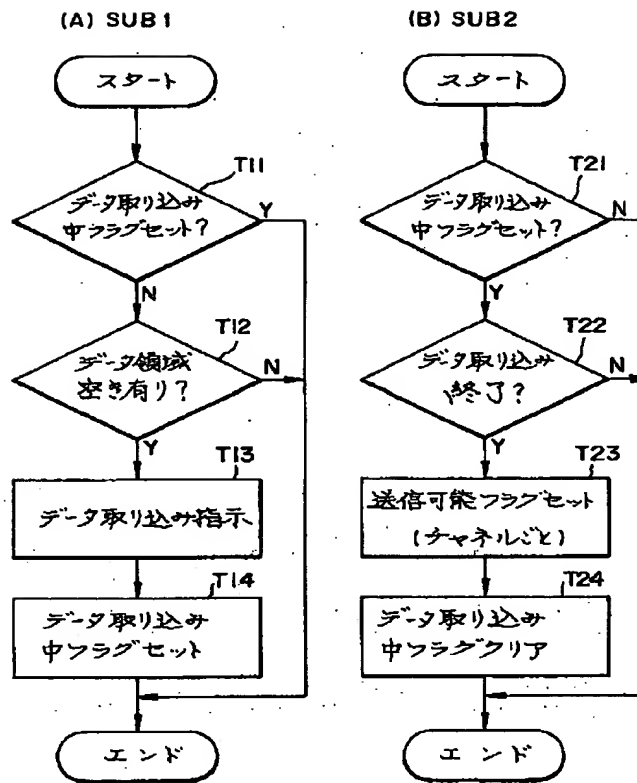 (A) SUB1
スタート
T11
データ取り込み
中フラグセット?
Y
N
T12
データ領域
空き有り?
N
Y
T13
データ取り込み指示
T14
データ取り込み
中フラグセット
エンド
(B) SUB2
スタート
T21
データ取り込み
中フラグセット?
N
Y
T22
データ取り込み
終了?
N
Y
T23
送信可能フラグセット
(チャネルごと)
T24
データ取り込み
中フラグクリア
エンド